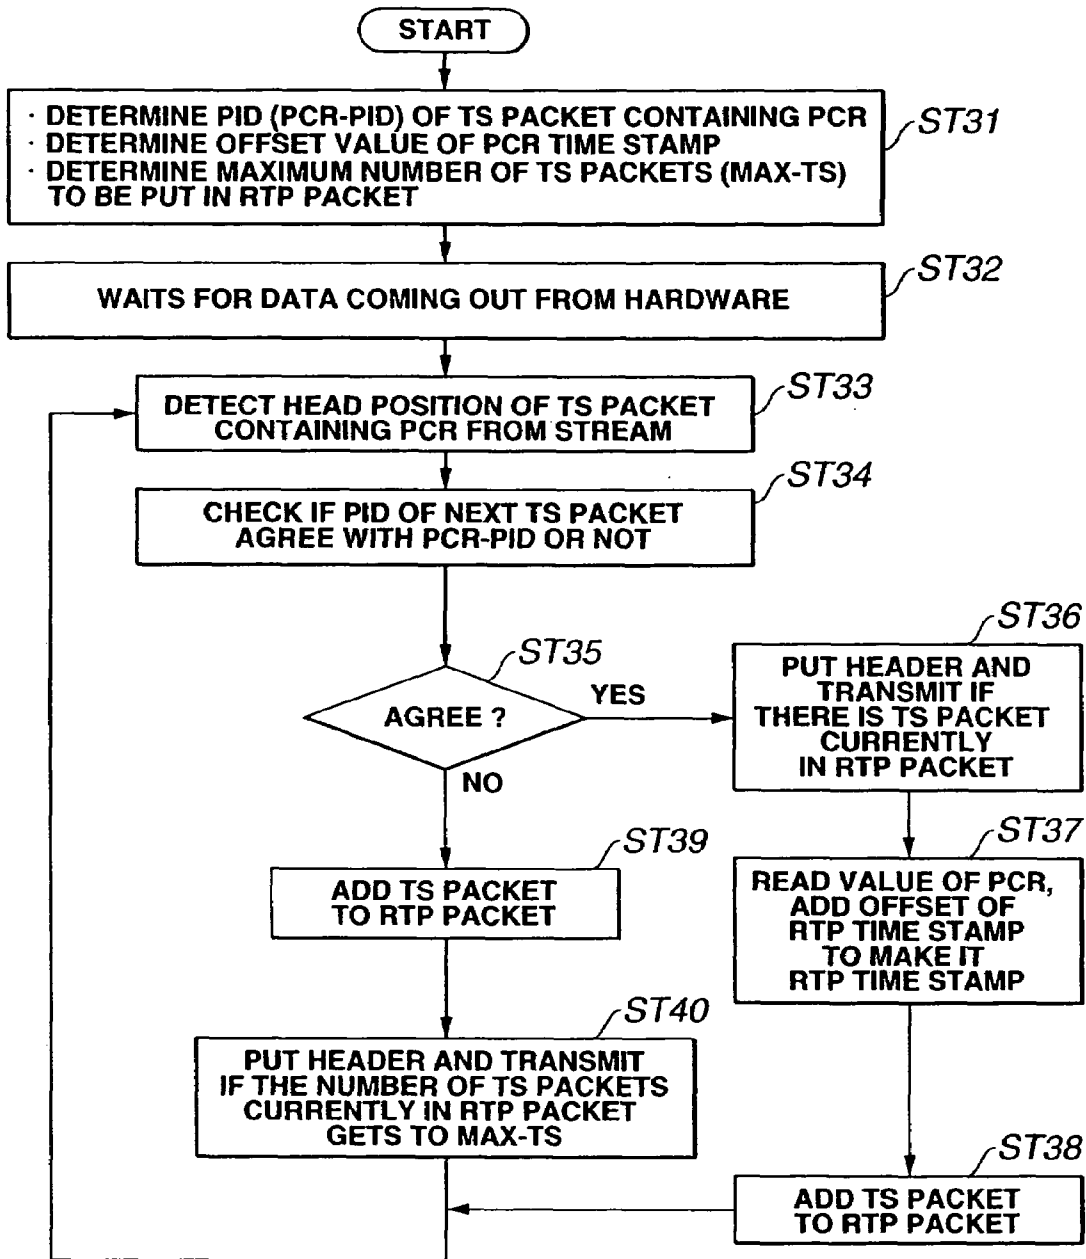 START
· DETERMINE PID (PCR-PID) OF TS PACKET CONTAINING PCR
· DETERMINE OFFSET VALUE OF PCR TIME STAMP
· DETERMINE MAXIMUM NUMBER OF TS PACKETS (MAX-TS)
TO BE PUT IN RTP PACKET
ST31
WAITS FOR DATA COMING OUT FROM HARDWARE
ST32
DETECT HEAD POSITION OF TS PACKET
CONTAINING PCR FROM STREAM
ST33
CHECK IF PID OF NEXT TS PACKET
AGREE WITH PCR-PID OR NOT
ST34
AGREE ?
ST35
YES
NO
PUT HEADER AND
TRANSMIT IF
THERE IS TS PACKET
CURRENTLY
IN RTP PACKET
ST36
READ VALUE OF PCR,
ADD OFFSET OF
RTP TIME STAMP
TO MAKE IT
RTP TIME STAMP
ST37
ADD TS PACKET
TO RTP PACKET
ST39
PUT HEADER AND TRANSMIT
IF THE NUMBER OF TS PACKETS
CURRENTLY IN RTP PACKET
GETS TO MAX-TS
ST40
ADD TS PACKET
TO RTP PACKET
ST38